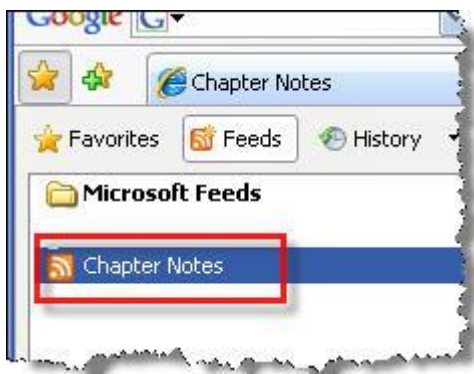 Google G
Chapter Notes
Favorites Feeds History
Microsoft Feeds
Chapter Notes